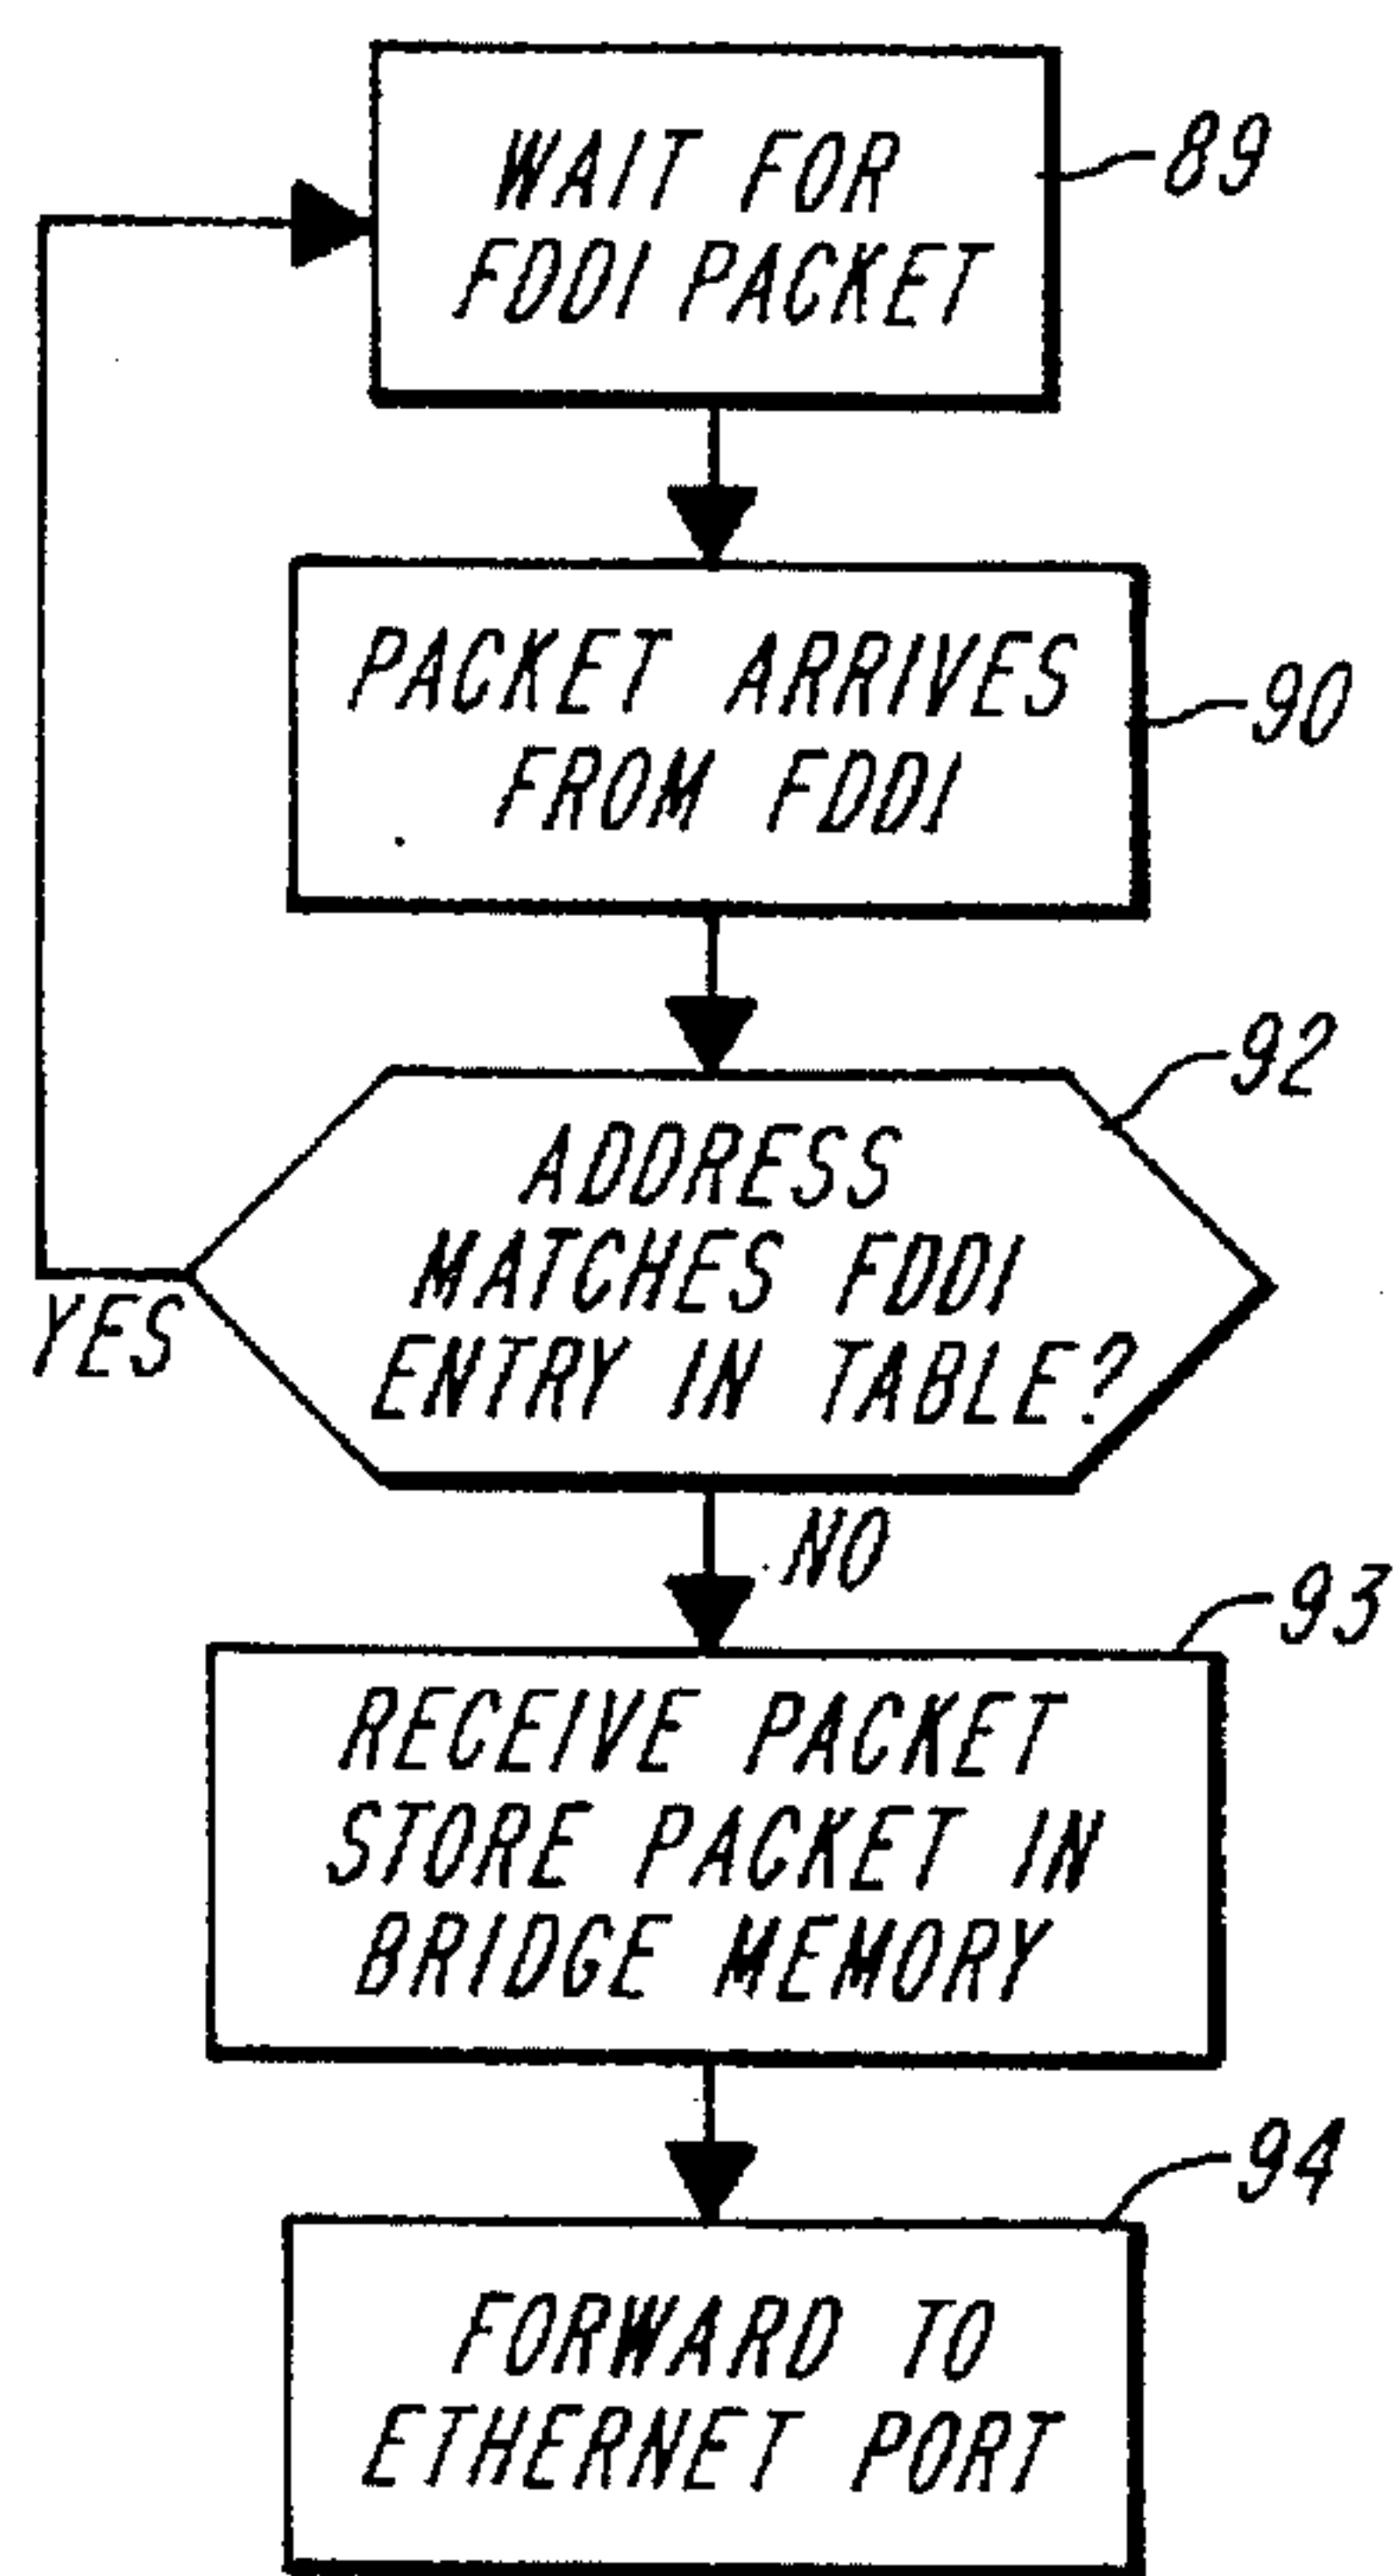 WAIT FOR
FDDI PACKET
89
PACKET ARRIVES
FROM FDDI
90
92
ADDRESS
MATCHES FDDI
ENTRY IN TABLE?
YES
NO
93
RECEIVE PACKET
STORE PACKET IN
BRIDGE MEMORY
94
FORWARD TO
ETHERNET PORT